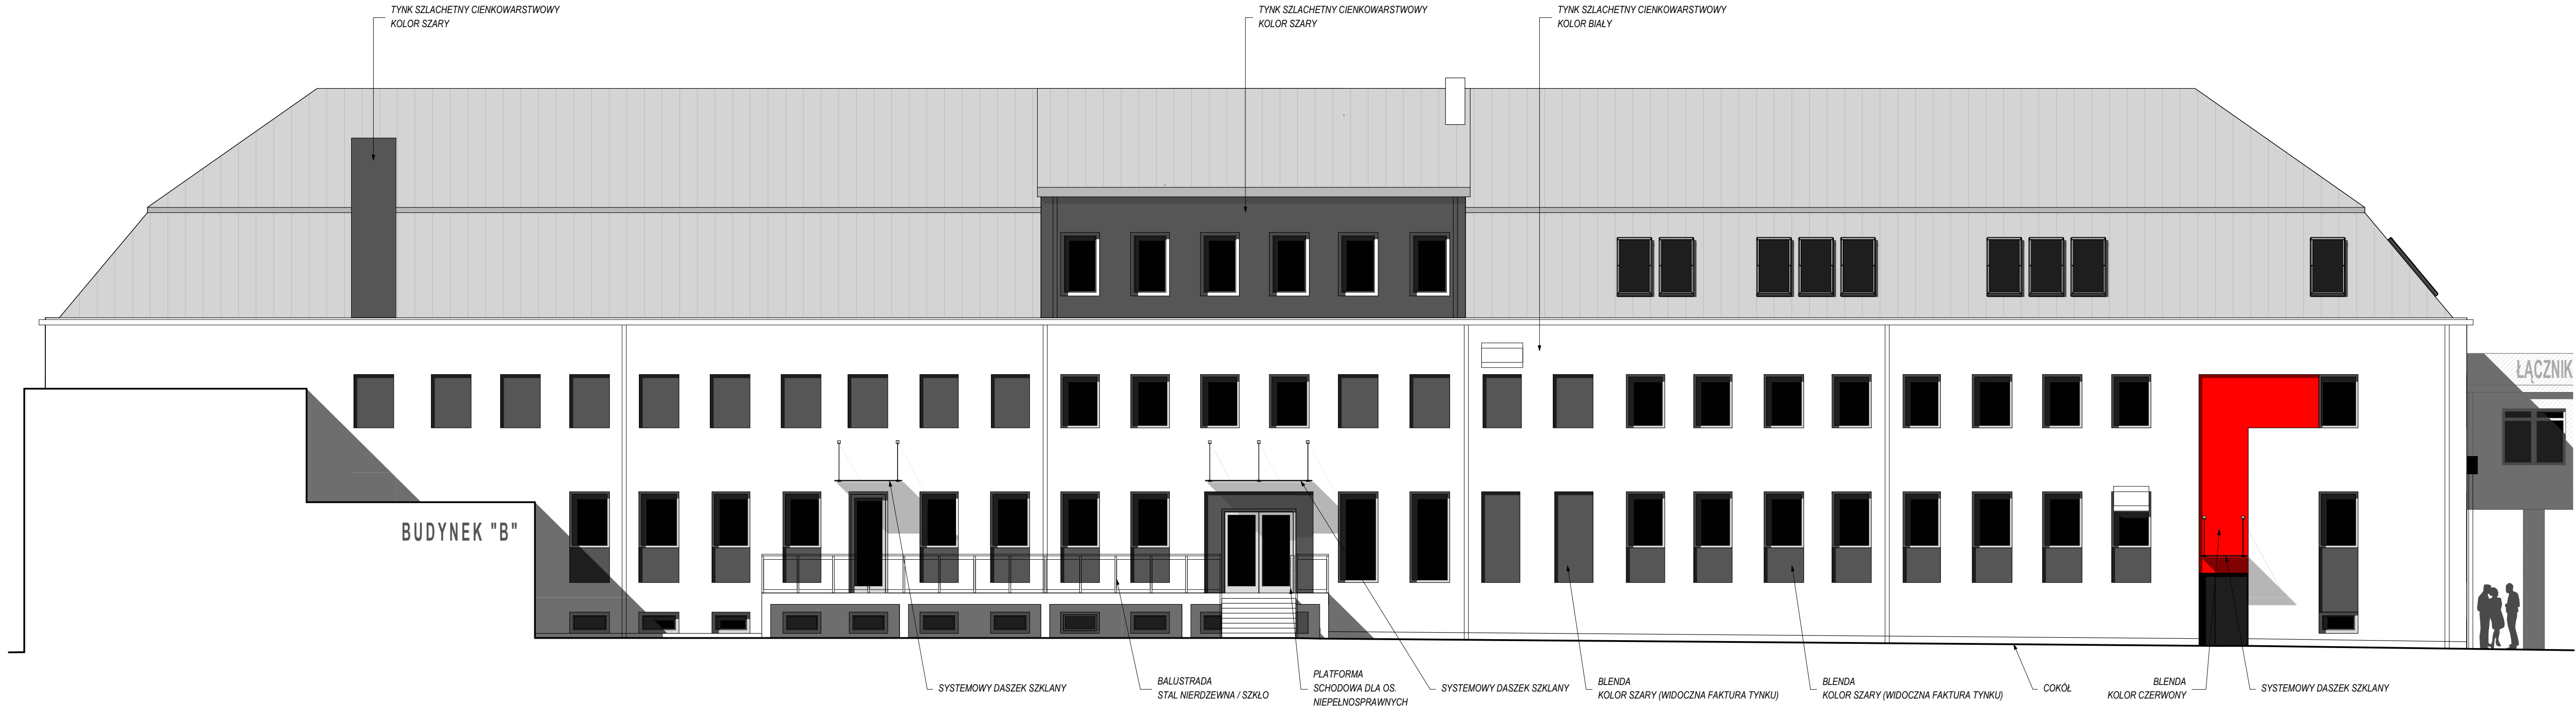 TYNK SZLACHETNY CIENKOWARSTWOWY
KOLOR SZARY
TYNK SZLACHETNY CIENKOWARSTWOWY
KOLOR SZARY
TYNK SZLACHETNY CIENKOWARSTWOWY
KOLOR BIAŁY
ŁĄCZNIK
BUDYNEK "B"
SYSTEMOWY DASZEK SZKLANY
BALUSTRADA
STAL NIERDZEWNA / SZKŁO
PLATFORMA
SCHODOWA DLA OS.
NIEPEŁNOSPRAWNYCH
SYSTEMOWY DASZEK SZKLANY
BLENDA
KOLOR SZARY (WIDOCZNA FAKTURA TYNKU)
BLENDA
KOLOR SZARY (WIDOCZNA FAKTURA TYNKU)
COKÓŁ
BLENDA
KOLOR CZERWONY
SYSTEMOWY DASZEK SZKLANY